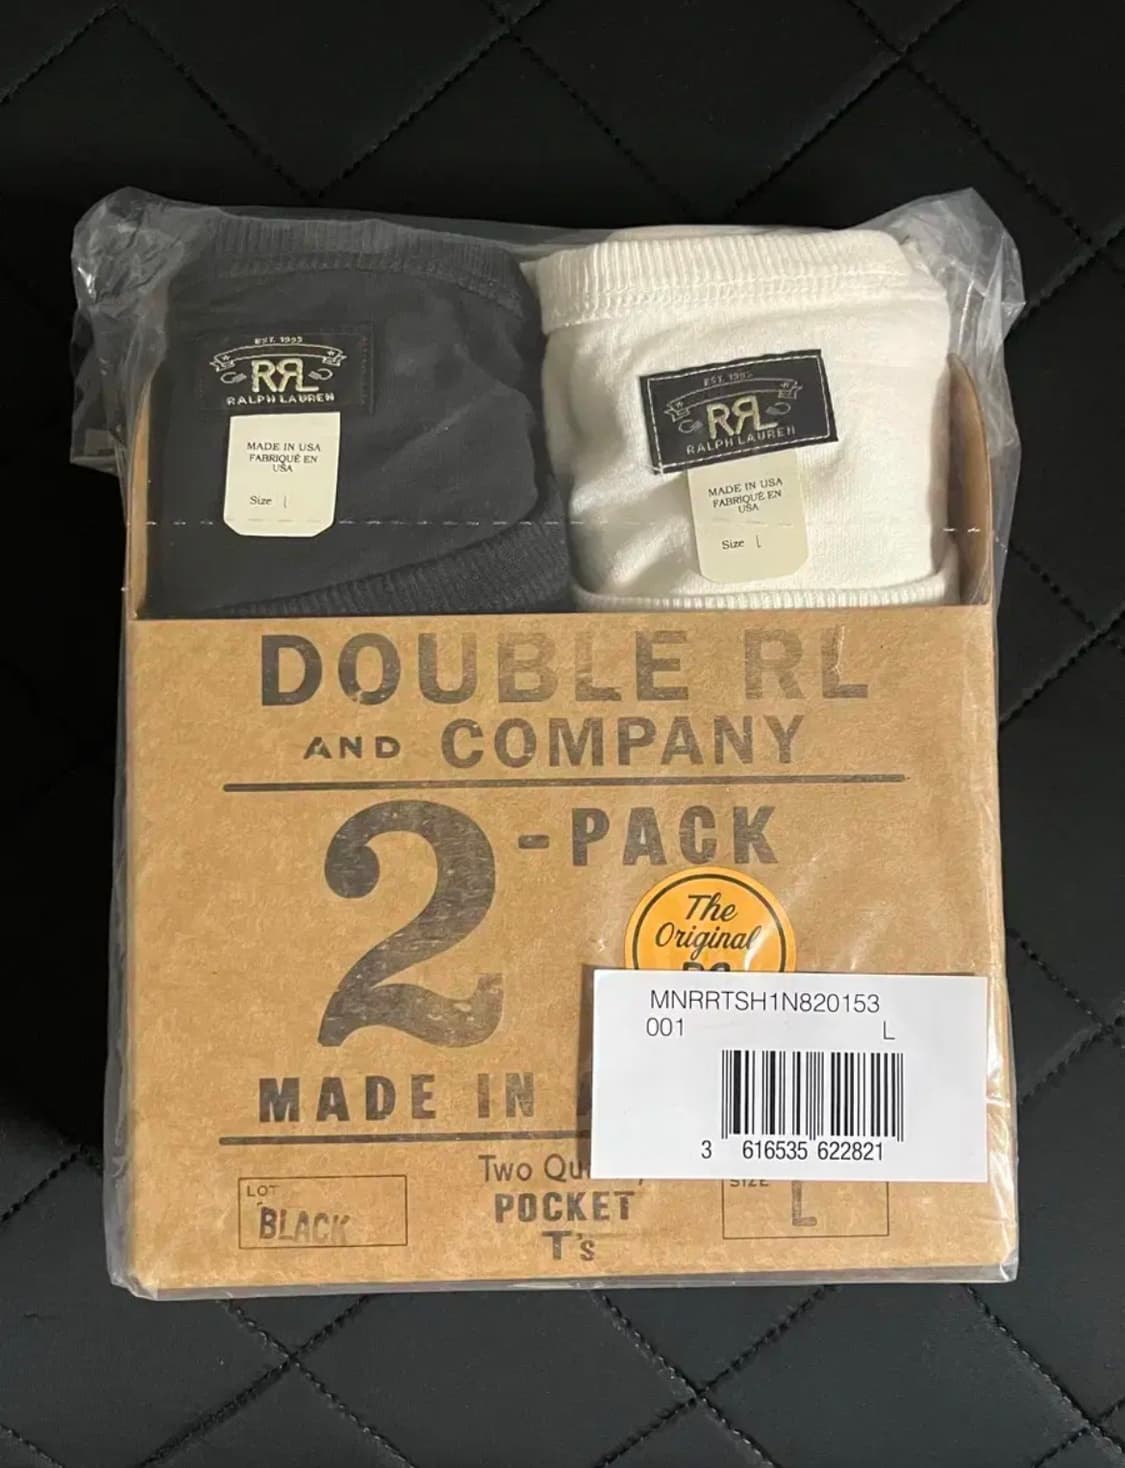 EST. 1993
RRL
RALPH LAUREN
MADE IN USA
FABRIQUÉ EN
USA
Size L
EST. 1993
RRL
RALPH LAUREN
MADE IN USA
FABRIQUÉ EN
USA
Size L
DOUBLE RL
AND COMPANY
2-PACK
The
Original
MADE IN
MNRRTSH1N820153
001 L
3 616535 622821
Two
POCKET
T's
LOT
BLACK
SIZE
L